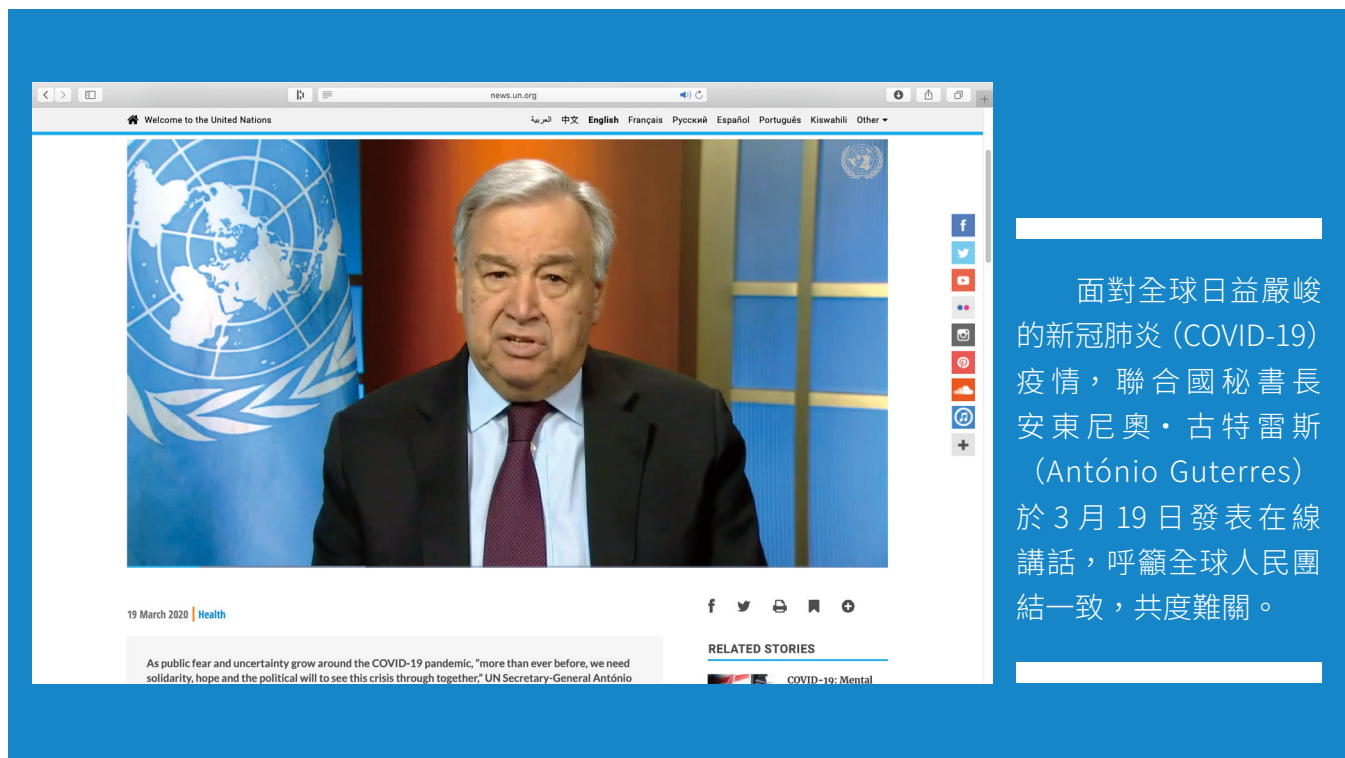 news.un.org
Welcome to the United Nations
العربية 中文 English Français Русский Español Português Kiswahili Other
19 March 2020 | Health
As public fear and uncertainty grow around the COVID-19 pandemic, “more than ever before, we need
solidarity, hope and the political will to see this crisis through together,” UN Secretary-General António
RELATED STORIES
COVID-19: Mental
面對全球日益嚴峻
的新冠肺炎（COVID-19）
疫情，聯合國秘書長
安東尼奧・古特雷斯
（António Guterres）
於 3 月 19 日發表在線
講話，呼籲全球人民團
結一致，共度難關。